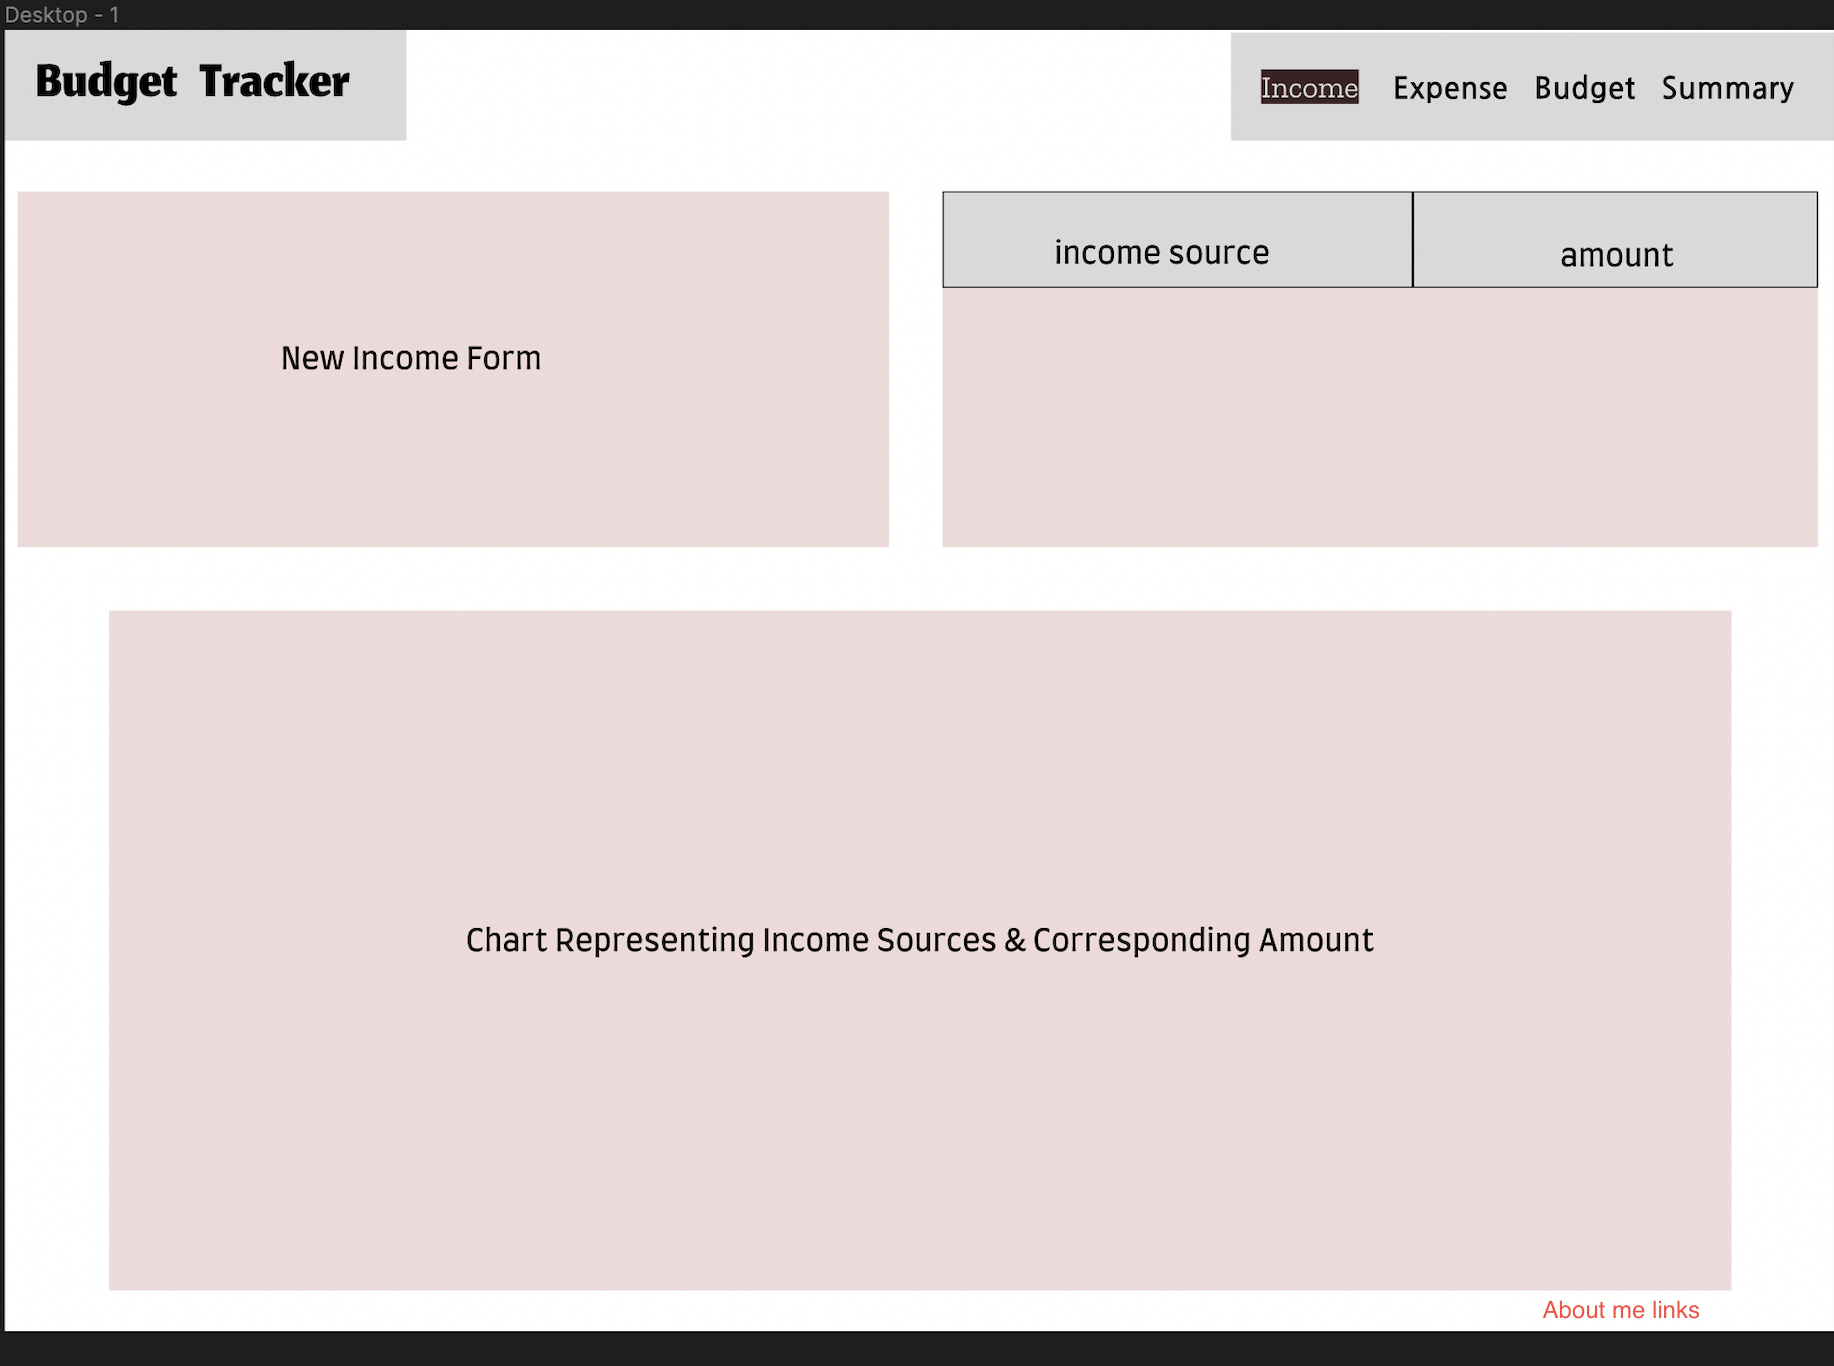 Desktop - 1
Budget Tracker
Income Expense Budget Summary
income source amount
New Income Form
Chart Representing Income Sources & Corresponding Amount
About me links